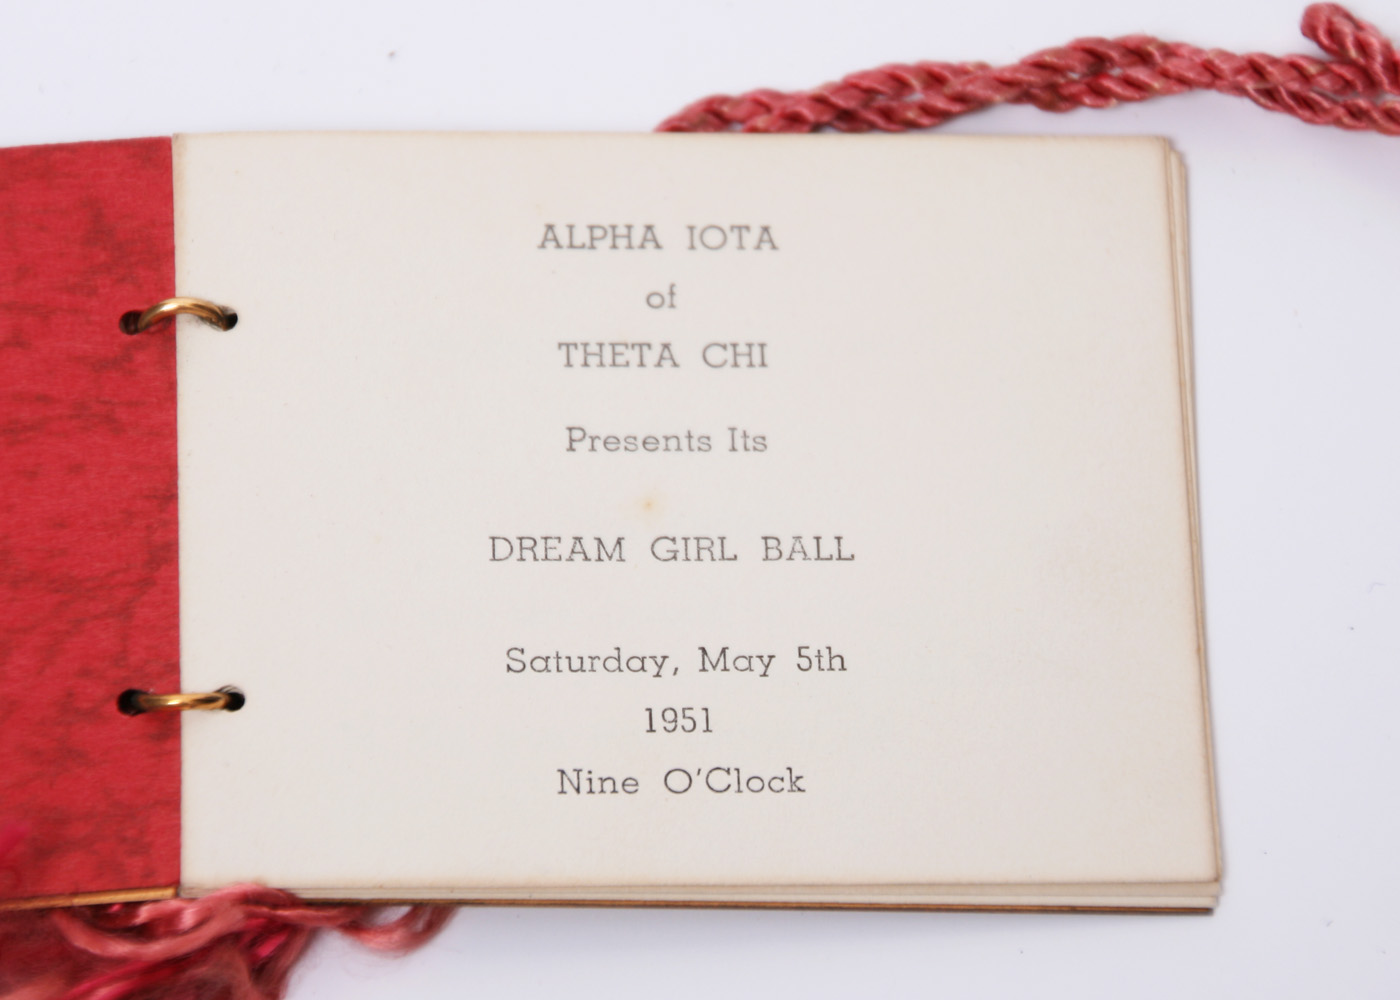 ALPHA IOTA
of
THETA CHI
Presents Its
DREAM GIRL BALL
Saturday, May 5th
1951
Nine O'Clock